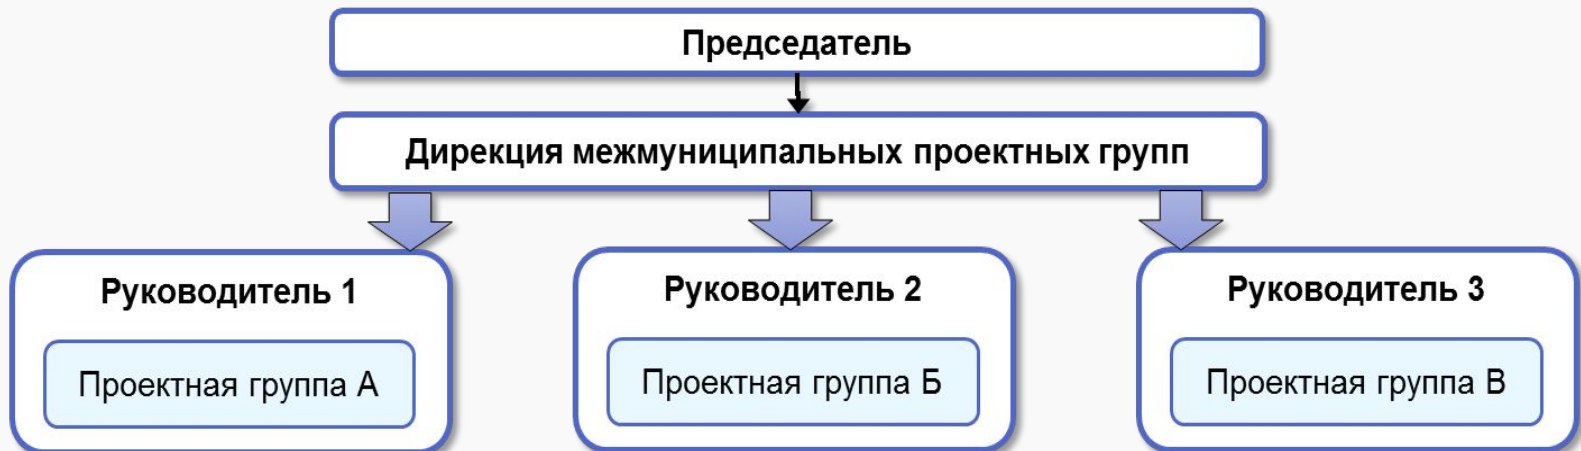 Председатель
Дирекция межмуниципальных проектных групп
Руководитель 1
Проектная группа А
Руководитель 2
Проектная группа Б
Руководитель 3
Проектная группа В